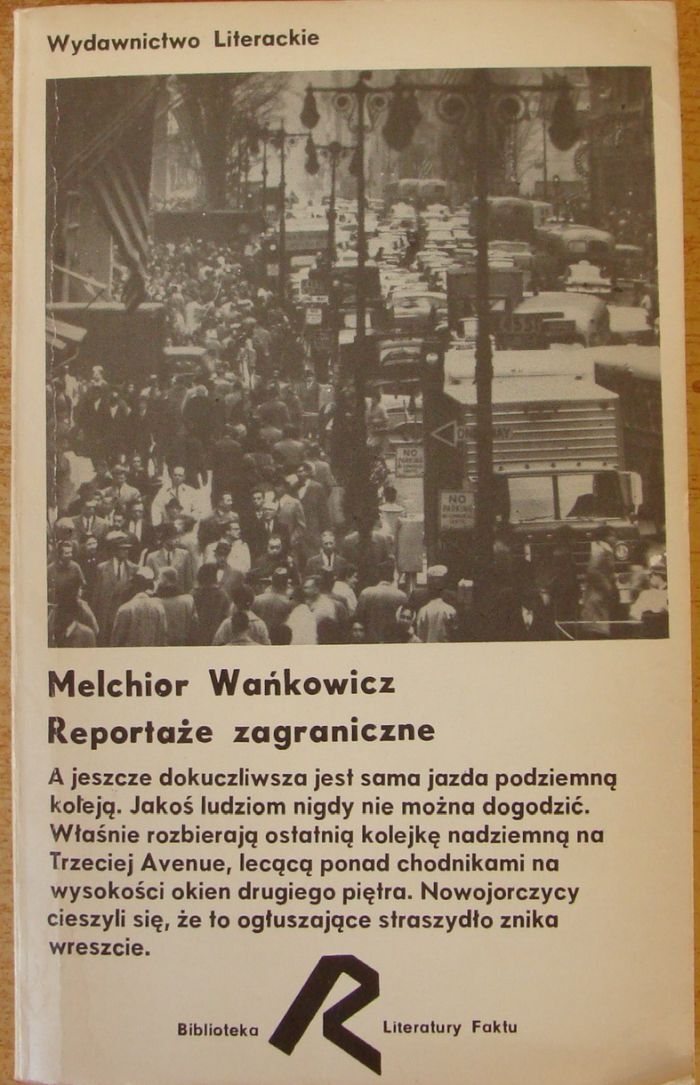 Wydawnictwo Literackie
NO
PARKING
NO
PARKING
Melchior Wańkowicz
Reportaże zagraniczne
A jeszcze dokuczliwsza jest sama jazda podziemną
koleją. Jakoś ludziom nigdy nie można dogodzić.
Właśnie rozbierają ostatnią kolejkę nadziemną na
Trzeciej Avenue, lecącą ponad chodnikami na
wysokości okien drugiego piętra. Nowojorczycy
cieszyli się, że to ogłuszające straszydło znika
wreszcie.
Biblioteka R Literatury Faktu